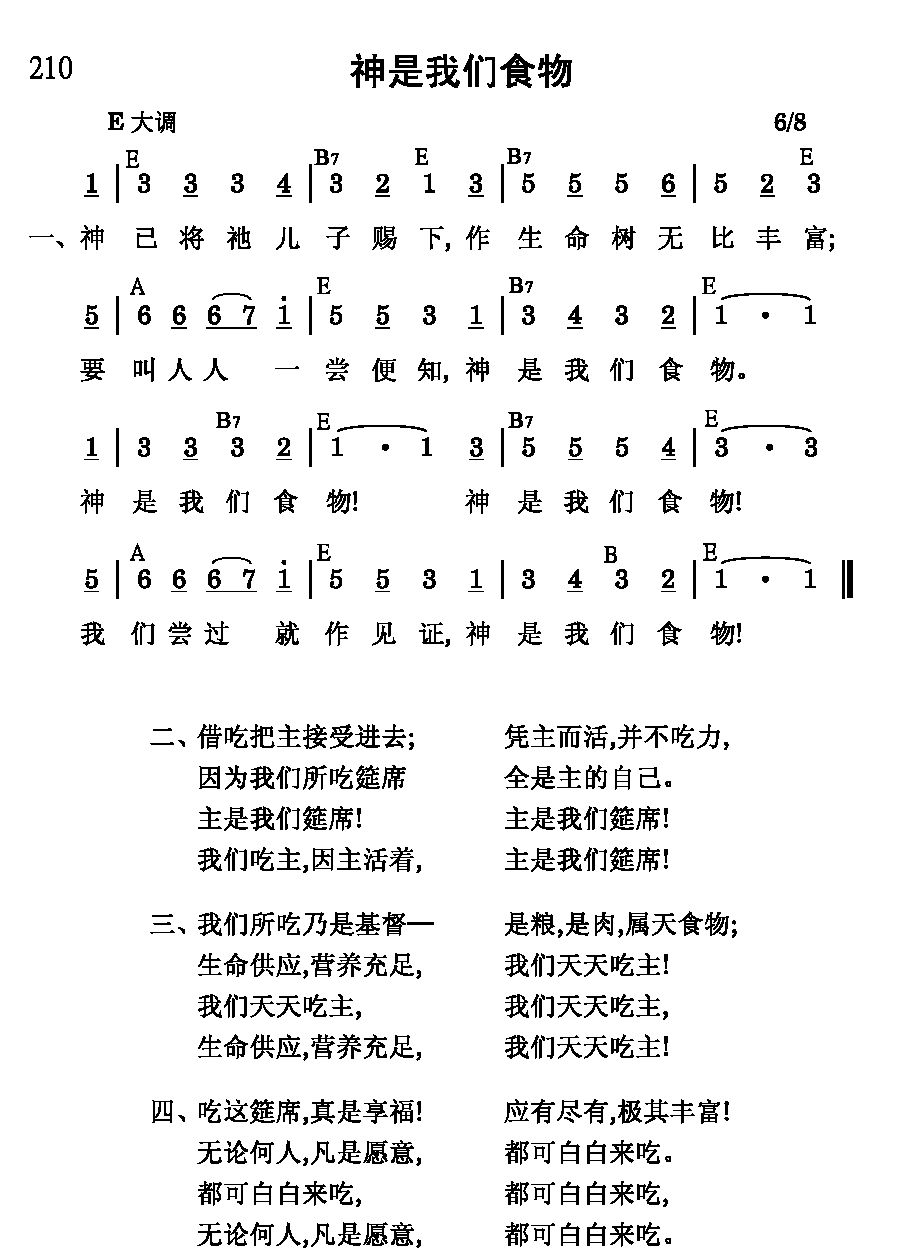 210
神是我们食物
E 大调 6/8
E B7 E B7 E
1 | 3 3 3 4 | 3 2 1 3 | 5 5 5 6 | 5 2 3
一、神 已 将 祂 儿 子 赐 下, 作 生 命 树 无 比 丰 富;
A E B7 E
5 | 6 6 6 7 i | 5 5 3 1 | 3 4 3 2 | 1 · 1
要 叫 人 人 一 尝 便 知, 神 是 我 们 食 物。
B7 E B7 E
1 | 3 3 3 2 | 1 · 1 3 | 5 5 5 4 | 3 · 3
神 是 我 们 食 物! 神 是 我 们 食 物!
A E B E
5 | 6 6 6 7 i | 5 5 3 1 | 3 4 3 2 | 1 · 1 ‖
我 们 尝 过 就 作 见 证, 神 是 我 们 食 物!
二、借吃把主接受进去; 凭主而活,并不吃力,
因为我们所吃筵席 全是主的自己。
主是我们筵席! 主是我们筵席!
我们吃主,因主活着, 主是我们筵席!
三、我们所吃乃是基督— 是粮,是肉,属天食物;
生命供应,营养充足, 我们天天吃主!
我们天天吃主, 我们天天吃主,
生命供应,营养充足, 我们天天吃主!
四、吃这筵席,真是享福! 应有尽有,极其丰富!
无论何人,凡是愿意, 都可白白来吃。
都可白白来吃, 都可白白来吃,
无论何人,凡是愿意, 都可白白来吃。